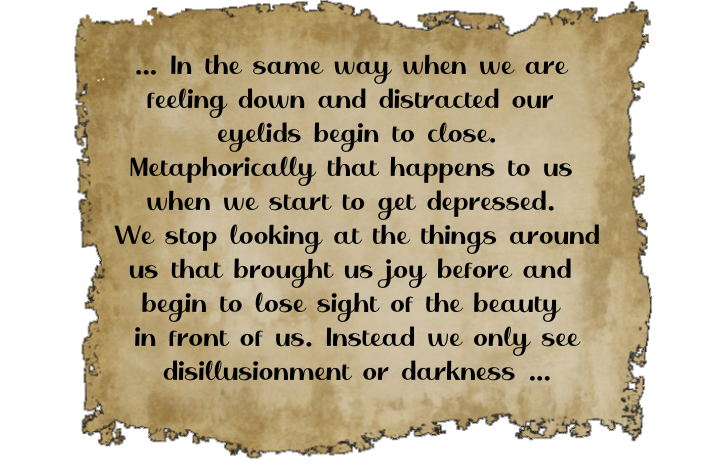 ... In the same way when we are
feeling down and distracted our
eyelids begin to close.
Metaphorically that happens to us
when we start to get depressed.
We stop looking at the things around
us that brought us joy before and
begin to lose sight of the beauty
in front of us. Instead we only see
disillusionment or darkness ...